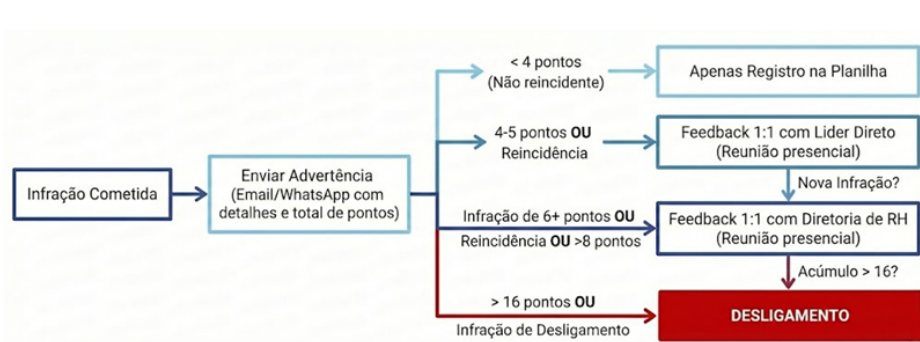 Infração Cometida
Enviar Advertência
(Email/WhatsApp com
detalhes e total de pontos)
< 4 pontos
(Não reincidente)
Apenas Registro na Planilha
4-5 pontos OU
Reincidência
Feedback 1:1 com Lider Direto
(Reunião presencial)
Nova Infração?
Infração de 6+ pontos OU
Reincidência OU >8 pontos
Feedback 1:1 com Diretoria de RH
(Reunião presencial)
Acúmulo > 16?
> 16 pontos OU
Infração de Desligamento
DESLIGAMENTO